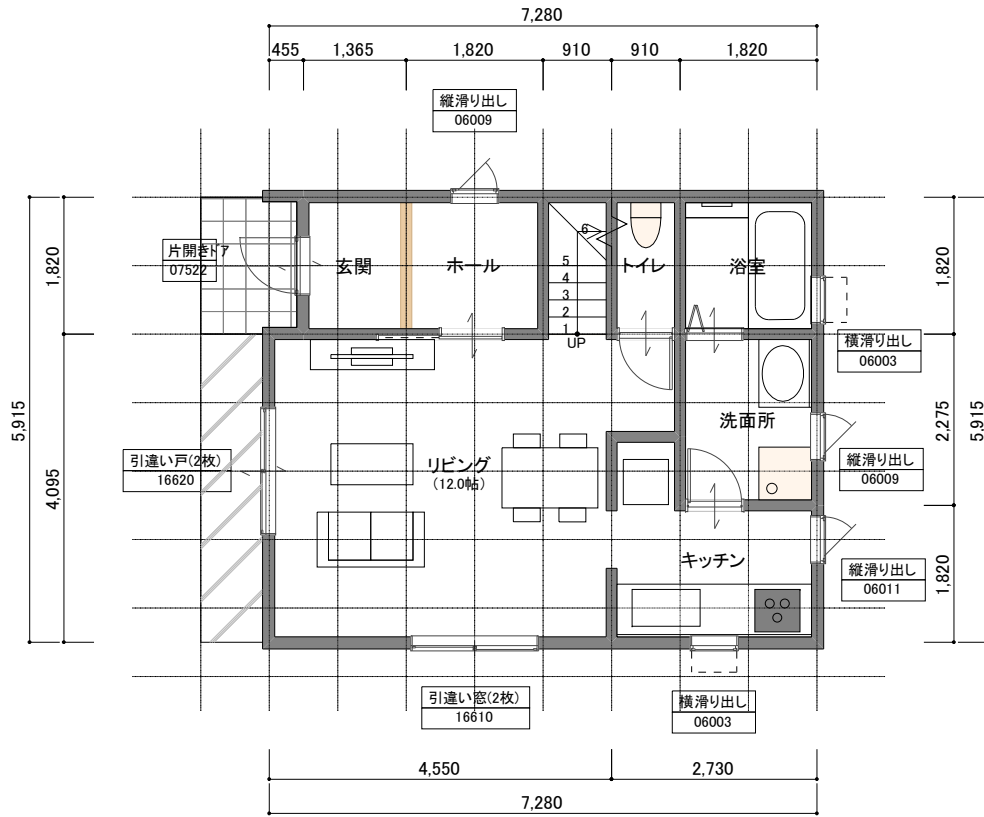 7,280
455
1,365
1,820
910
910
1,820
縦滑り出し
06009
片開きドア
07522
玄関
ホール
6
5
4
3
2
1
UP
トイレ
浴室
1,820
1,820
横滑り出し
06003
洗面所
5,915
2,275
5,915
引違い戸(2枚)
16620
4,095
リビング
(12.0帖)
縦滑り出し
06009
キッチン
縦滑り出し
06011
1,820
引違い窓(2枚)
16610
横滑り出し
06003
4,550
2,730
7,280